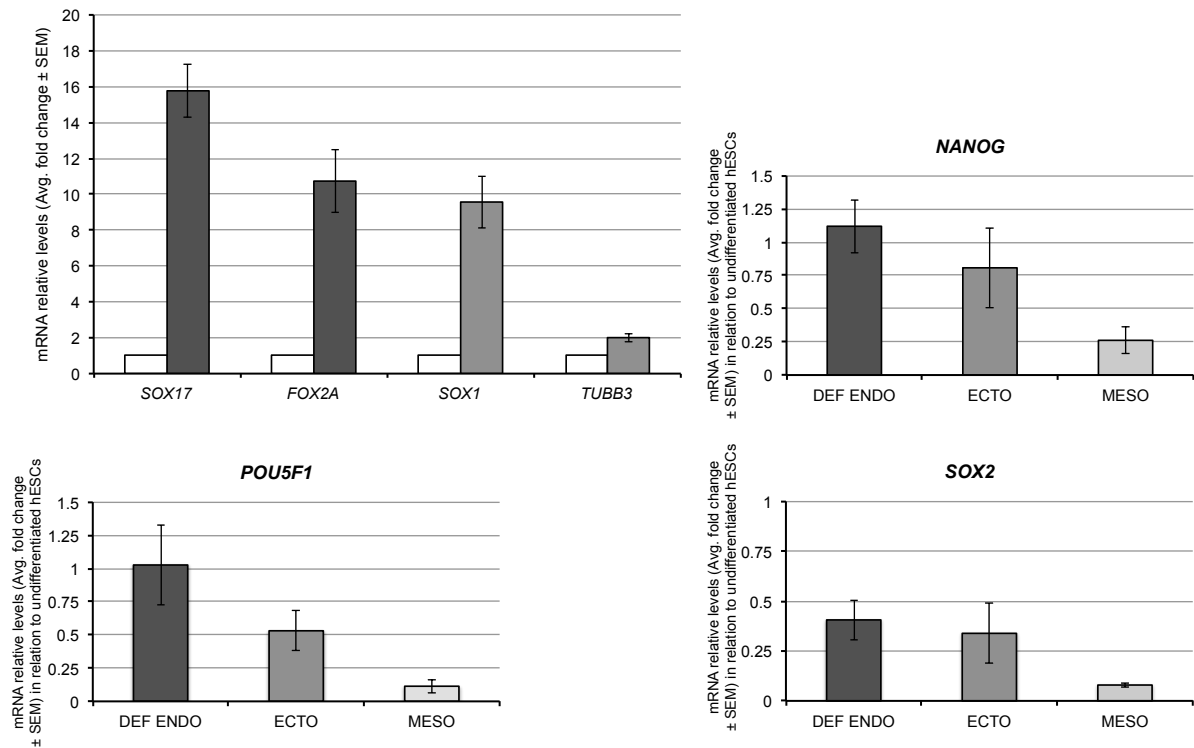 mRNA relative levels (Avg. fold change ± SEM)
20
18
16
14
12
10
8
6
4
2
0
SOX17 FOX2A SOX1 TUBB3
NANOG
mRNA relative levels (Avg. fold change
± SEM) in relation to undifferentiated hESCs
1.5
1.25
1
0.75
0.5
0.25
0
DEF ENDO ECTO MESO
POU5F1
mRNA relative levels (Avg. fold change
± SEM) in relation to undifferentiated hESCs
1.5
1.25
1
0.75
0.5
0.25
0
DEF ENDO ECTO MESO
SOX2
mRNA relative levels (Avg. fold change
± SEM) in relation to undifferentiated hESCs
1
0.75
0.5
0.25
0
DEF ENDO ECTO MESO